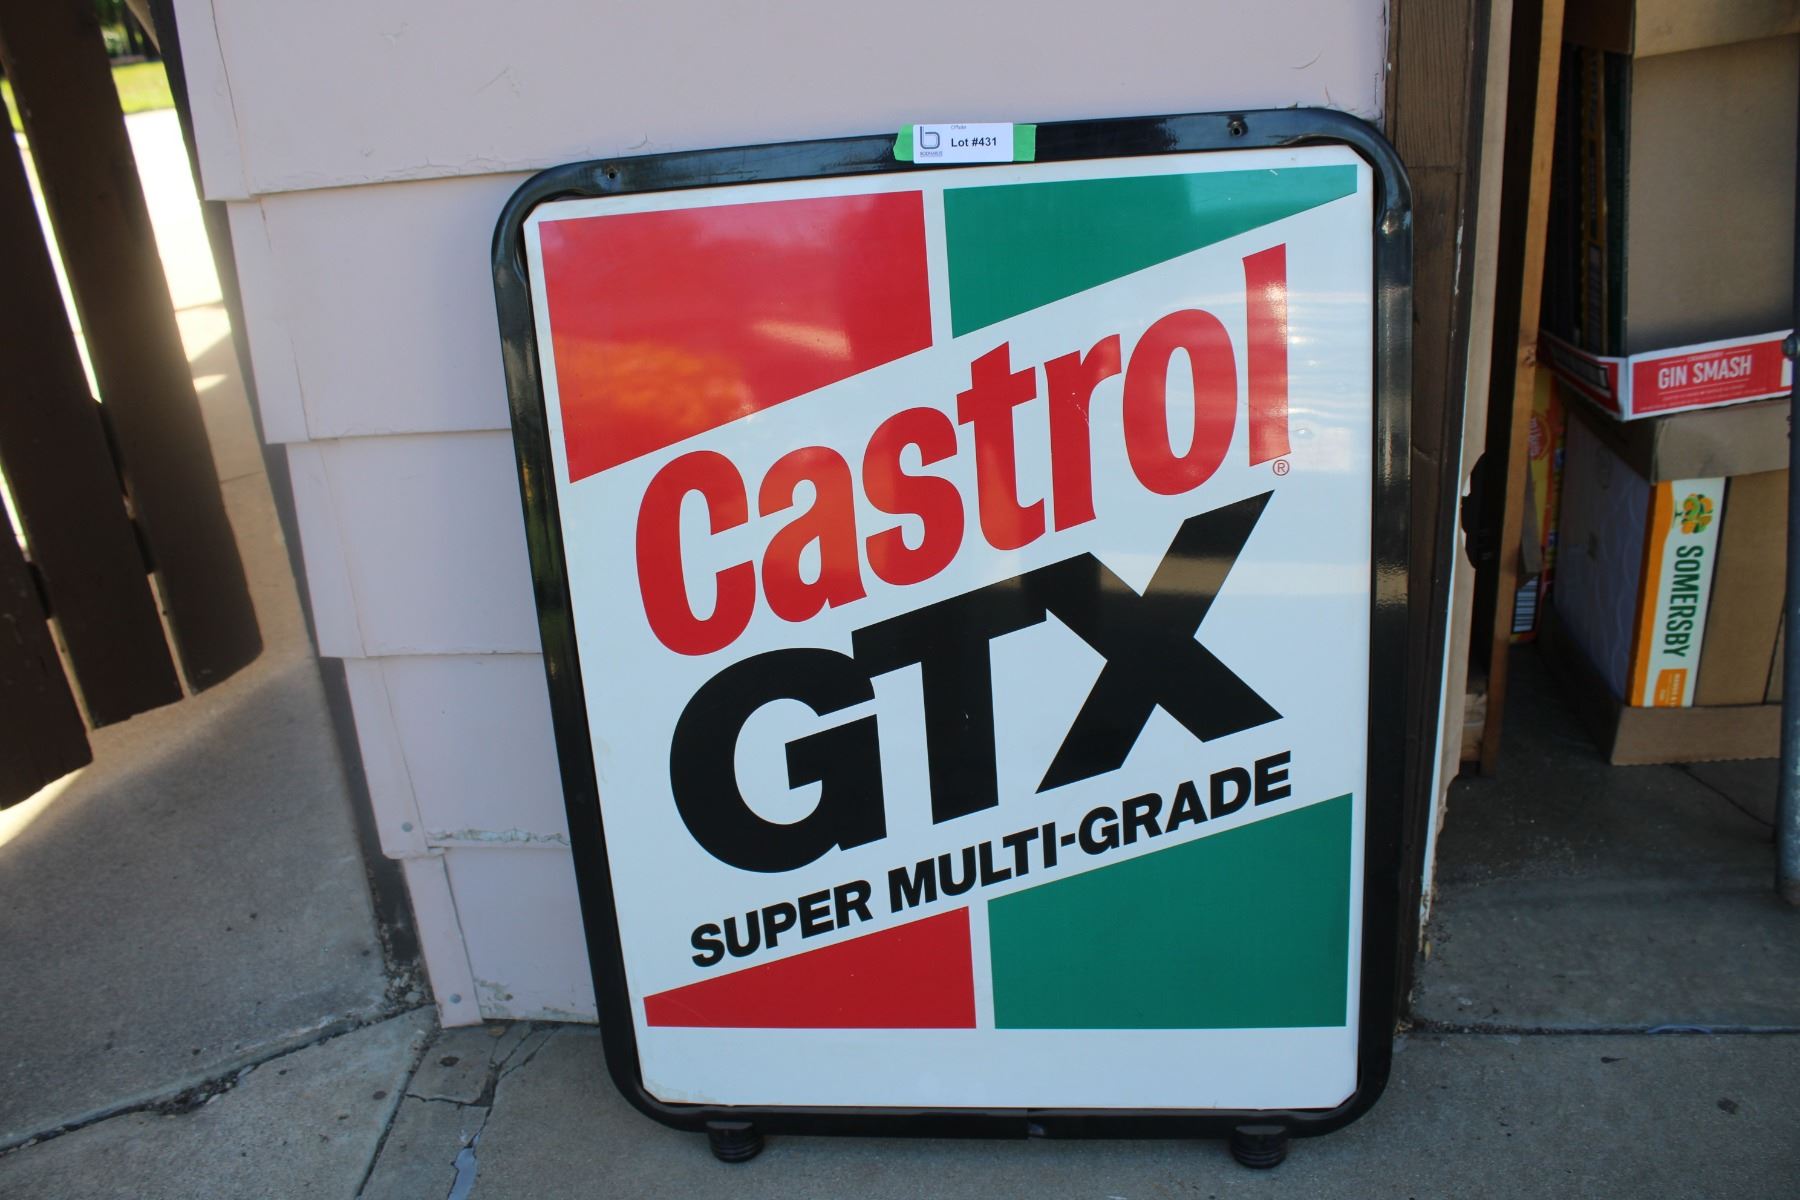 Lot #431
Castrol®
GTX
SUPER MULTI-GRADE
GIN SMASH
SOMERSBY